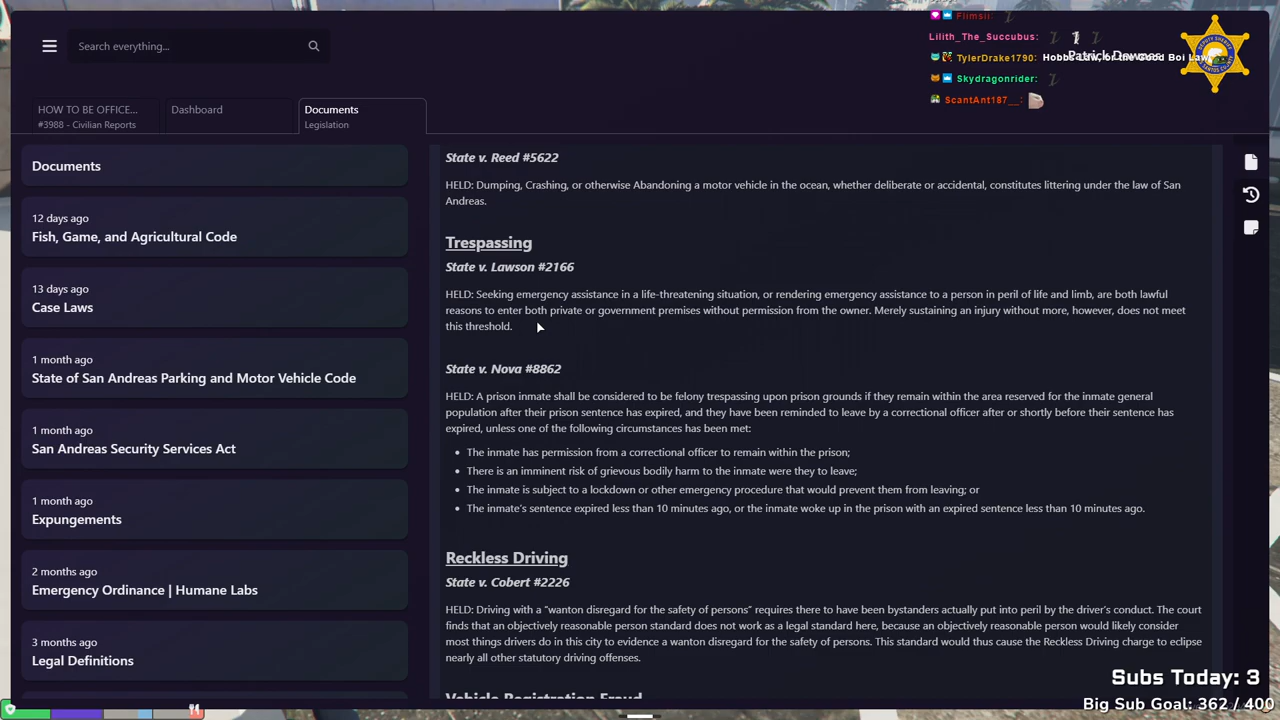 Search everything...
Fiimsii:
Lilith_The_Succubus:
TylerDrake1790: Hobbs Law, or the Good Boi Law
Patrick Downes
Skydragonrider:
ScantAnt187__:
HOW TO BE OFFICE...
#3988 - Civilian Reports
Dashboard
Documents
Legislation
Documents
12 days ago
Fish, Game, and Agricultural Code
13 days ago
Case Laws
1 month ago
State of San Andreas Parking and Motor Vehicle Code
1 month ago
San Andreas Security Services Act
1 month ago
Expungements
2 months ago
Emergency Ordinance | Humane Labs
3 months ago
Legal Definitions
State v. Reed #5622
HELD: Dumping, Crashing, or otherwise Abandoning a motor vehicle in the ocean, whether deliberate or accidental, constitutes littering under the law of San
Andreas.
Trespassing
State v. Lawson #2166
HELD: Seeking emergency assistance in a life-threatening situation, or rendering emergency assistance to a person in peril of life and limb, are both lawful
reasons to enter both private or government premises without permission from the owner. Merely sustaining an injury without more, however, does not meet
this threshold.
State v. Nova #8862
HELD: A prison inmate shall be considered to be felony trespassing upon prison grounds if they remain within the area reserved for the inmate general
population after their prison sentence has expired, and they have been reminded to leave by a correctional officer after or shortly before their sentence has
expired, unless one of the following circumstances has been met:
• The inmate has permission from a correctional officer to remain within the prison;
• There is an imminent risk of grievous bodily harm to the inmate were they to leave;
• The inmate is subject to a lockdown or other emergency procedure that would prevent them from leaving; or
• The inmate's sentence expired less than 10 minutes ago, or the inmate woke up in the prison with an expired sentence less than 10 minutes ago.
Reckless Driving
State v. Cobert #2226
HELD: Driving with a "wanton disregard for the safety of persons" requires there to have been bystanders actually put into peril by the driver's conduct. The court
finds that an objectively reasonable person standard does not work as a legal standard here, because an objectively reasonable person would likely consider
most things drivers do in this city to evidence a wanton disregard for the safety of persons. This standard would thus cause the Reckless Driving charge to eclipse
nearly all other statutory driving offenses.
Vehicle Registration Fraud
Subs Today: 3
Big Sub Goal: 362 / 400